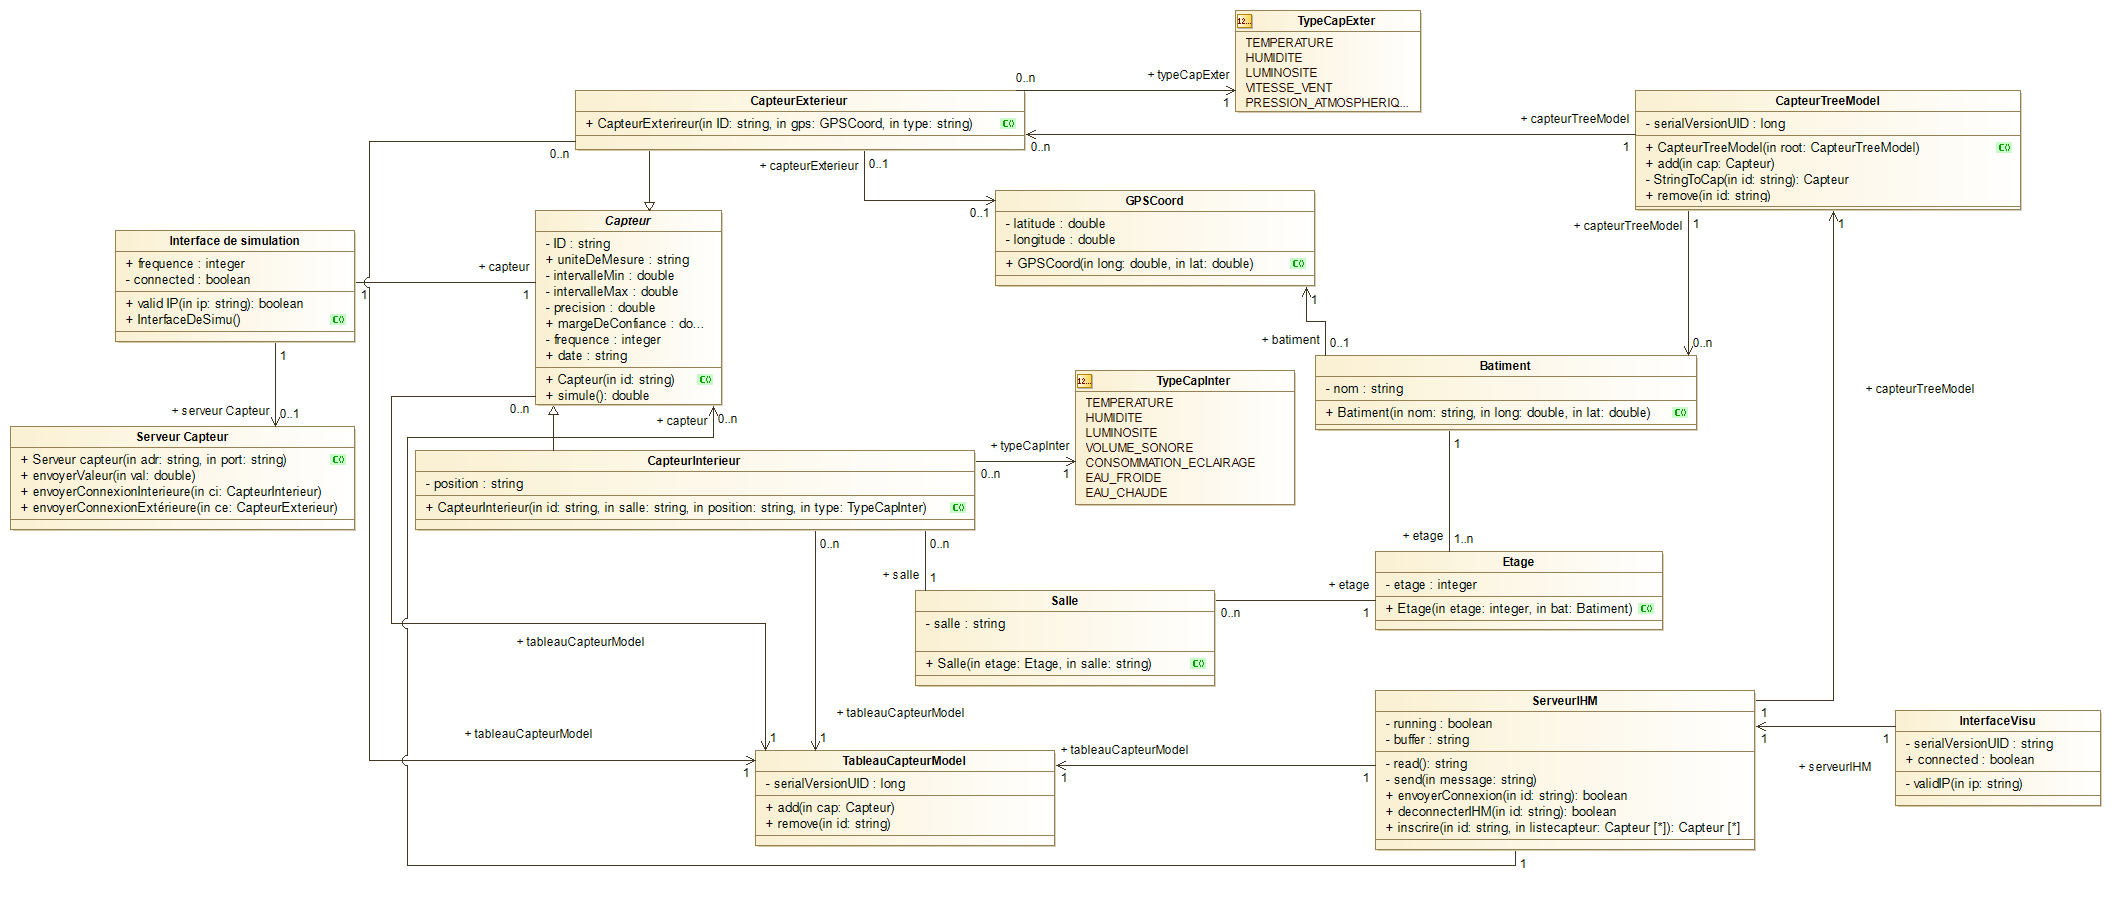 12...
TypeCapExter
TEMPERATURE
HUMIDITE
LUMINOSITE
VITESSE_VENT
PRESSION_ATMOSPHERIQ...
0..n
+ typeCapExter
1
CapteurExterieur
+ CapteurExterireur(in ID: string, in gps: GPSCoord, in type: string)
C()
0..n
+ capteurExterieur
0..1
0..n
+ capteurTreeModel
1
CapteurTreeModel
- serialVersionUID : long
+ CapteurTreeModel(in root: CapteurTreeModel)
C()
+ add(in cap: Capteur)
- StringToCap(in id: string): Capteur
+ remove(in id: string)
+ capteurTreeModel
1
1
0..1
GPSCoord
- latitude : double
- longitude : double
+ GPSCoord(in long: double, in lat: double)
C()
1
+ batiment
0..1
0..n
Capteur
- ID : string
+ uniteDeMesure : string
- intervalleMin : double
- intervalleMax : double
- precision : double
+ margeDeConfiance : do...
- frequence : integer
+ date : string
+ Capteur(in id: string)
C()
+ simule(): double
Interface de simulation
+ frequence : integer
- connected : boolean
+ valid IP(in ip: string): boolean
+ InterfaceDeSimu()
C()
1
+ capteur
1
1
+ serveur Capteur
0..1
Serveur Capteur
+ Serveur capteur(in adr: string, in port: string)
C()
+ envoyerValeur(in val: double)
+ envoyerConnexionInterieure(in ci: CapteurInterieur)
+ envoyerConnexionExtérieure(in ce: CapteurExterieur)
0..n
+ capteur
0..n
Batiment
- nom : string
+ Batiment(in nom: string, in long: double, in lat: double)
C()
+ capteurTreeModel
12...
TypeCapInter
TEMPERATURE
HUMIDITE
LUMINOSITE
VOLUME_SONORE
CONSOMMATION_ECLAIRAGE
EAU_FROIDE
EAU_CHAUDE
+ typeCapInter
0..n
1
CapteurInterieur
- position : string
+ CapteurInterieur(in id: string, in salle: string, in position: string, in type: TypeCapInter)
C()
0..n
0..n
+ salle
1
1
+ etage
1..n
Etage
- etage : integer
+ Etage(in etage: integer, in bat: Batiment)
C()
+ etage
0..n
1
Salle
- salle : string
+ Salle(in etage: Etage, in salle: string)
C()
+ tableauCapteurModel
+ tableauCapteurModel
+ tableauCapteurModel
1
1
1
TableauCapteurModel
- serialVersionUID : long
+ add(in cap: Capteur)
+ remove(in id: string)
+ tableauCapteurModel
1
1
ServeurIHM
- running : boolean
- buffer : string
- read(): string
- send(in message: string)
+ envoyerConnexion(in id: string): boolean
+ deconnecterIHM(in id: string): boolean
+ inscrire(in id: string, in listecapteur: Capteur [*]): Capteur [*]
1
1
1
+ serveurIHM
1
InterfaceVisu
- serialVersionUID : string
+ connected : boolean
- validIP(in ip: string)